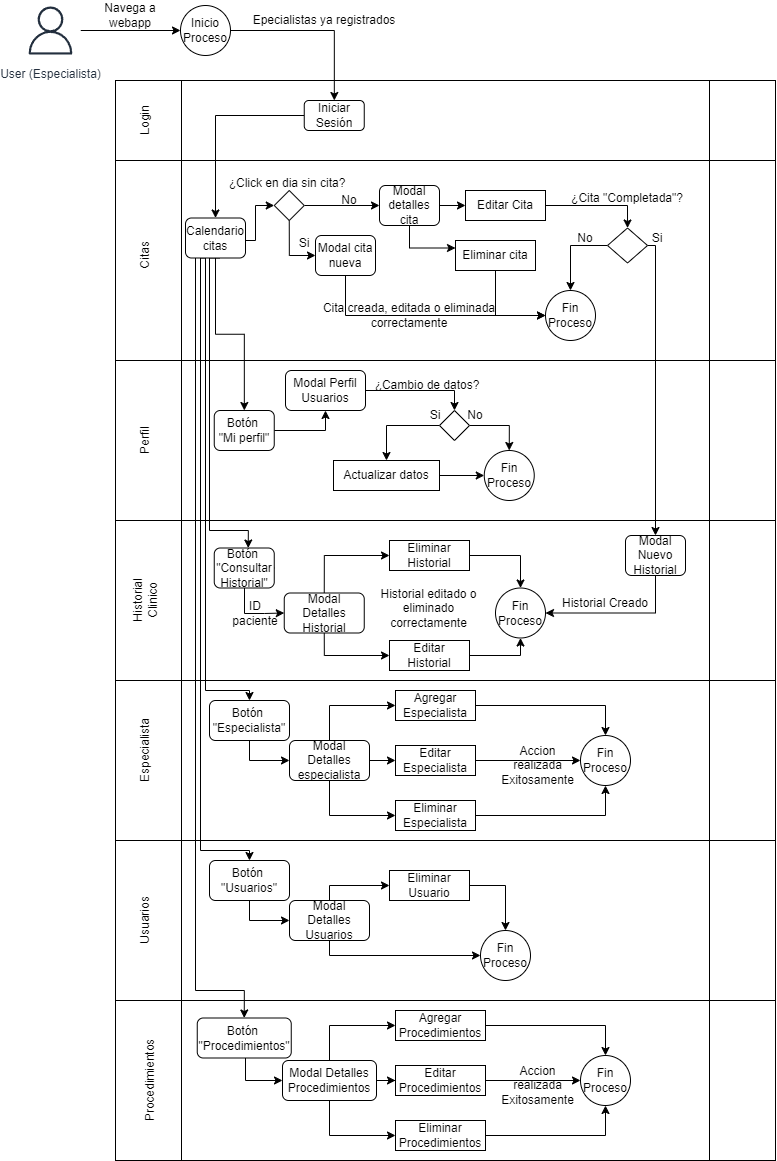 Navega a
webapp
Inicio
Proceso
Epecialistas ya registrados
User (Especialista)
Login
Iniciar
Sesión
Citas
¿Click en dia sin cita?
No
Si
Calendario
citas
Modal
detalles
cita
Editar Cita
¿Cita "Completada"?
No
Si
Modal cita
nueva
Eliminar cita
Cita creada, editada o eliminada
correctamente
Fin
Proceso
Perfil
Modal Perfil
Usuarios
¿Cambio de datos?
Si
No
Botón
"Mi perfil"
Actualizar datos
Fin
Proceso
Historial
Clinico
Botón
"Consultar
Historial"
ID
paciente
Modal
Detalles
Historial
Eliminar
Historial
Historial editado o
eliminado
correctamente
Editar
Historial
Fin
Proceso
Modal
Nuevo
Historial
Historial Creado
Especialista
Botón
"Especialista"
Modal
Detalles
especialista
Agregar
Especialista
Editar
Especialista
Eliminar
Especialista
Accion
realizada
Exitosamente
Fin
Proceso
Usuarios
Botón
"Usuarios"
Modal
Detalles
Usuarios
Eliminar
Usuario
Fin
Proceso
Procedimientos
Botón
"Procedimientos"
Modal Detalles
Procedimientos
Agregar
Procedimientos
Editar
Procedimientos
Eliminar
Procedimientos
Accion
realizada
Exitosamente
Fin
Proceso